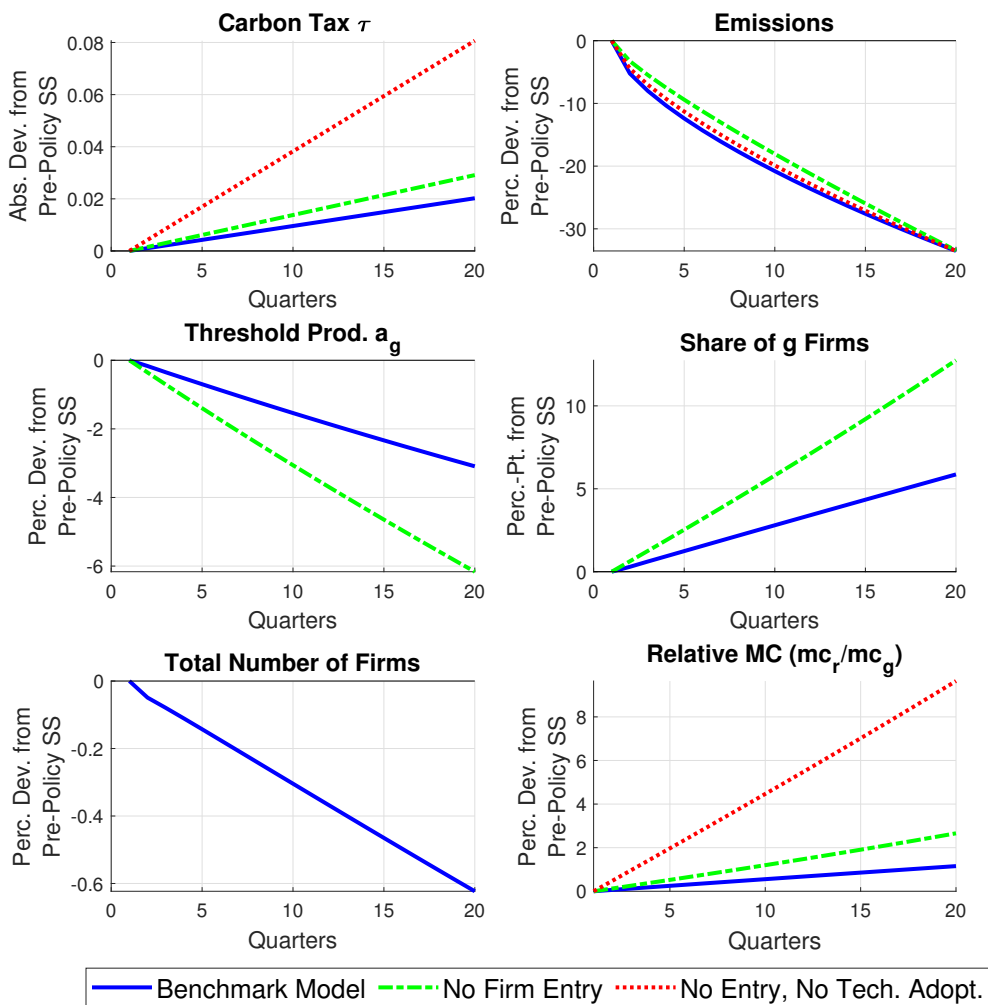 Carbon Tax τ
Abs. Dev. from
Pre-Policy SS
0.08
0.06
0.04
0.02
0
0 5 10 15 20
Quarters
Emissions
Perc. Dev. from
Pre-Policy SS
0
-10
-20
-30
0 5 10 15 20
Quarters
Threshold Prod. a_g
Perc. Dev. from
Pre-Policy SS
0
-2
-4
-6
0 5 10 15 20
Quarters
Share of g Firms
Perc.-Pt. from
Pre-Policy SS
10
5
0
0 5 10 15 20
Quarters
Total Number of Firms
Perc. Dev. from
Pre-Policy SS
0
-0.2
-0.4
-0.6
0 5 10 15 20
Quarters
Relative MC (mc_r/mc_g)
Perc. Dev. from
Pre-Policy SS
8
6
4
2
0
5 10 15 20
Quarters
Benchmark Model No Firm Entry No Entry, No Tech. Adopt.